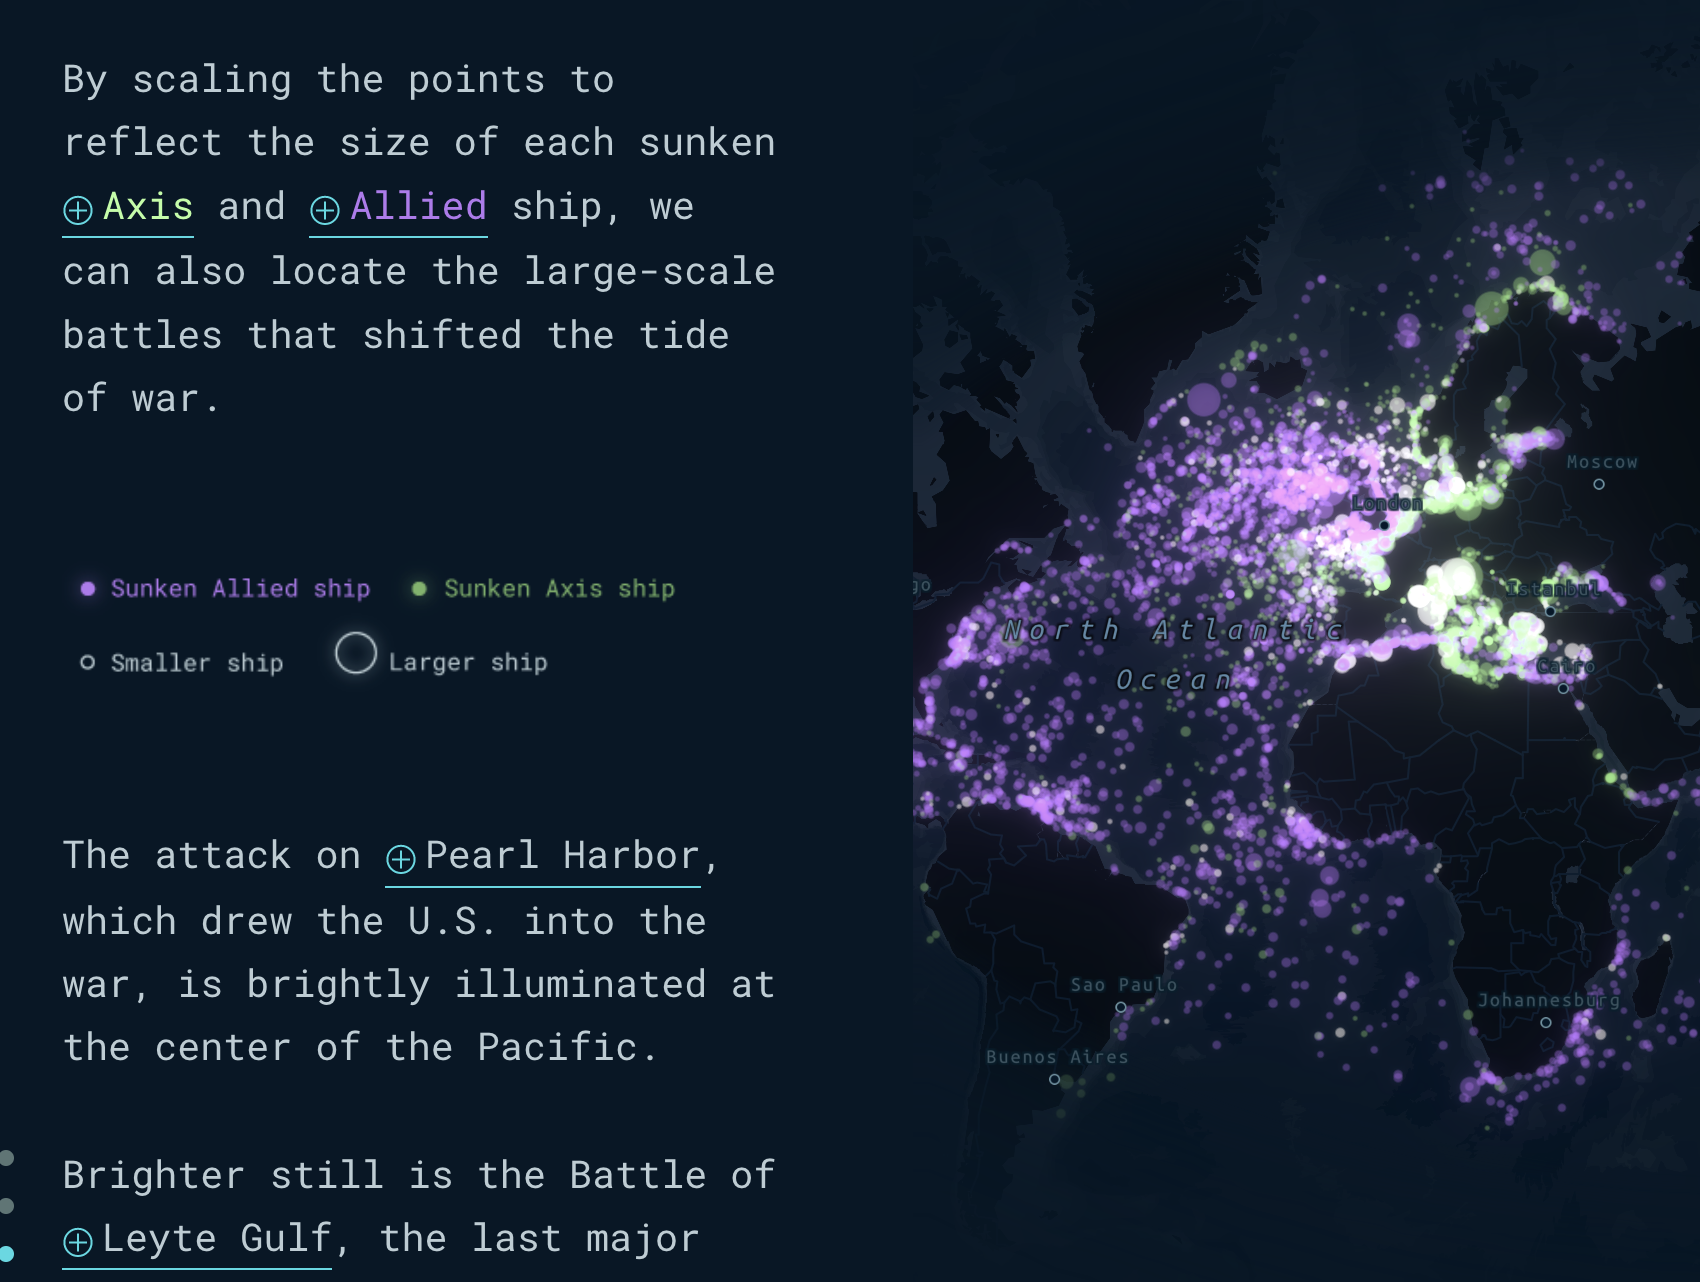 By scaling the points to
reflect the size of each sunken
Axis and Allied ship, we
can also locate the large-scale
battles that shifted the tide
of war.
Sunken Allied ship Sunken Axis ship
Smaller ship Larger ship
The attack on Pearl Harbor,
which drew the U.S. into the
war, is brightly illuminated at
the center of the Pacific.
Brighter still is the Battle of
Leyte Gulf, the last major
Moscow
London
go
Istanbul
North Atlantic
Ocean
Cairo
Sao Paulo
Johannesburg
Buenos Aires